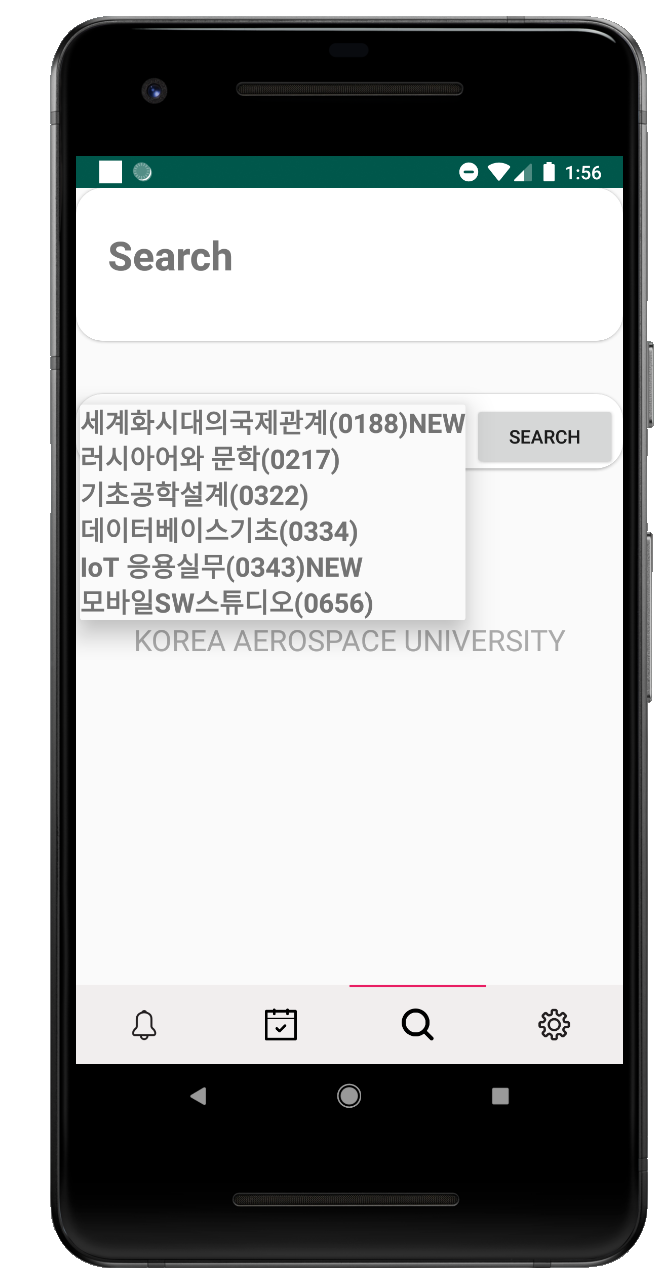 1:56
Search
세계화시대의국제관계(0188)NEW
SEARCH
러시아어와 문학(0217)
기초공학설계(0322)
데이터베이스기초(0334)
IoT 응용실무(0343)NEW
모바일SW스튜디오(0656)
KOREA AEROSPACE UNIVERSITY